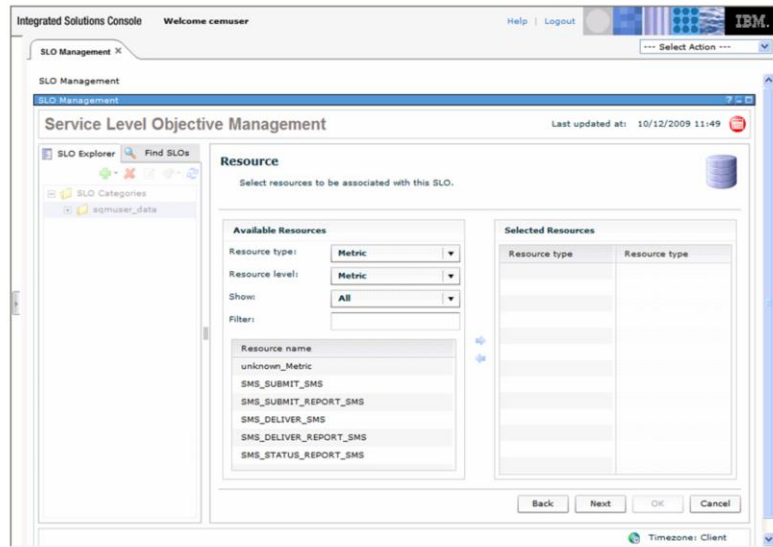 Integrated Solutions Console Welcome cemuser Help | Logout IBM.
SLO Management × --- Select Action ---
SLO Management
SLO Management
Service Level Objective Management Last updated at: 10/12/2009 11:49
SLO Explorer Find SLOs
SLO Categories
sqmuser_data
Resource
Select resources to be associated with this SLO.
Available Resources
Resource type: Metric
Resource level: Metric
Show: All
Filter:
Resource name
unknown_Metric
SMS_SUBMIT_SMS
SMS_SUBMIT_REPORT_SMS
SMS_DELIVER_SMS
SMS_DELIVER_REPORT_SMS
SMS_STATUS_REPORT_SMS
Selected Resources
Resource type Resource type
Back Next OK Cancel
Timezone: Client